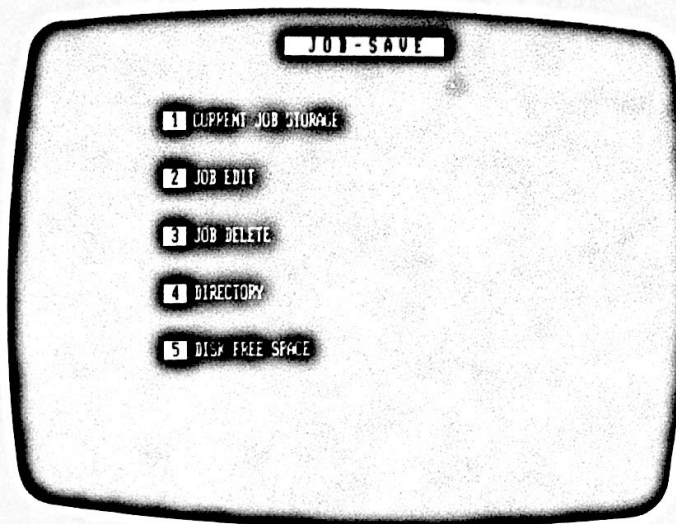 JOB-SAVE
1 CURRENT JOB STORAGE
2 JOB EDIT
3 JOB DELETE
4 DIRECTORY
5 DISK FREE SPACE